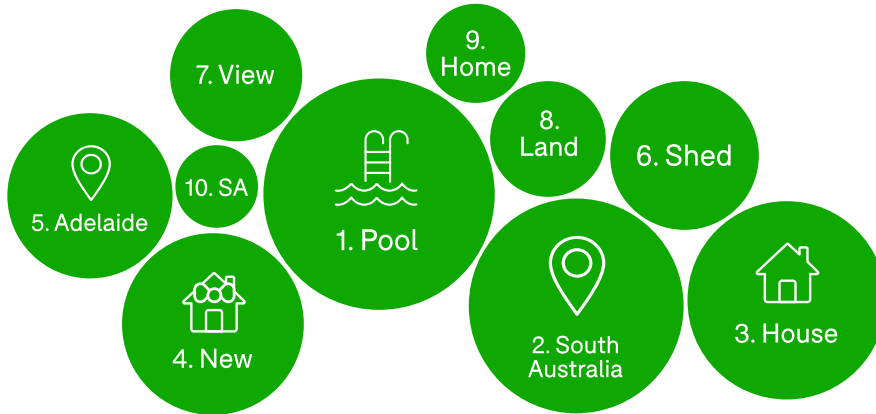 9.
Home
7. View
8.
Land
6. Shed
10. SA
5. Adelaide
1. Pool
3. House
2. South
Australia
4. New